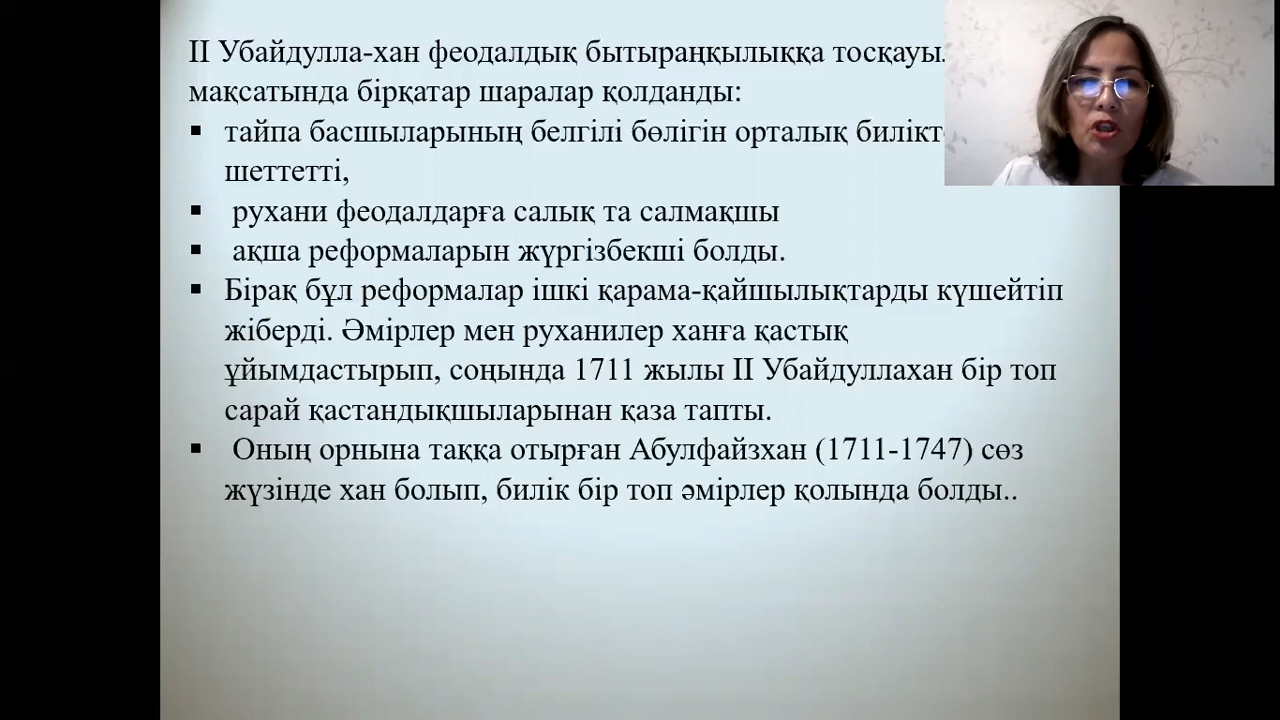 II Убайдулла-хан феодалдық бытыраңқылыққа
мақсатында бірқатар шаралар қолданды:
▪ тайпа басшыларының белгілі бөлігін орталық
шеттетті,
▪ рухани феодалдарға салық та салмақшы
▪ ақша реформаларын жүргізбекші болды.
▪ Бірақ бұл реформалар ішкі қарама-қайшылықтарды күшейтіп
жіберді. Әмірлер мен руханилер ханға қастық
ұйымдастырып, соңында 1711 жылы II Убайдуллахан бір топ
сарай қастандықшыларынан қаза тапты.
▪ Оның орнына таққа отырған Абулфайзхан (1711-1747) сөз
жүзінде хан болып, билік бір топ әмірлер қолында болды..